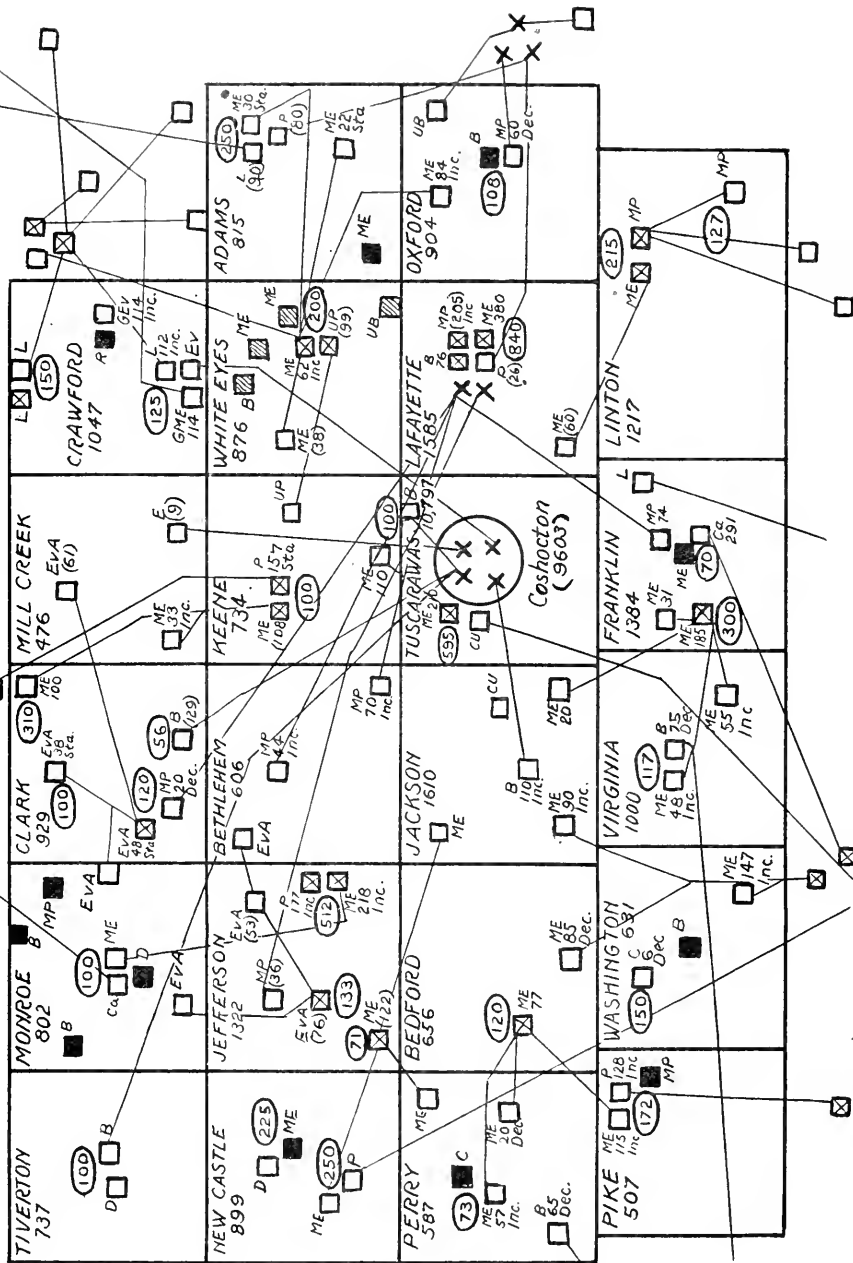 TIVERTON
737
100
D
B
MONROE
802
B
B
MP
100
Ca
ME
D
EvA
EvA
CLARK
929
310
ME
100
EvA
38
Sta.
100
120
EvA
48
Sta
MP
20
Dec.
56
B
(129)
MILL CREEK
476
EvA
(61)
ME
33
Inc.
E
(9)
CRAWFORD
1047
L
L
150
R
GEv
114
Inc.
L
112
Inc.
125
GME
114
Ev
NEW CASTLE
899
D
225
ME
250
ME
P
JEFFERSON
1322
EvA
(53)
P
177
Inc
512
ME
218
Inc.
MP
(36)
EvA
(76)
133
71
ME
(122)
BETHLEHEM
606
EvA
MP
44
Inc.
MP
70
Inc
KEENE
734
ME
(108)
P
157
Sta
100
UP
ME
110
100
B
WHITE EYES
876
B
ME
ME
ME
(38)
ME
62
Inc
200
UP
(99)
UB
ADAMS
815
250
L
(90)
ME
30
Sta.
P
(80)
ME
22
Sta
ME
PERRY
587
ME
73
C
ME
57
Inc.
ME
20
Dec
B
65
Dec.
BEDFORD
656
120
ME
77
ME
85
Dec.
JACKSON
1610
ME
CU
B
110
Inc.
ME
90
Inc.
ME
20
TUSCARAWAS
10,797
ME
595
CU
Coshocton
(9603)
LAFAYETTE
1585
B
76
MP
(205)
Inc
P
(26)
ME
380
840
ME
(60)
OXFORD
904
UB
ME
84
Inc.
B
108
MP
60
Dec.
PIKE
507
ME
115
Inc
P
128
Inc
172
MP
WASHINGTON
631
150
C
6
Dec
B
ME
147
Inc.
VIRGINIA
1000
117
ME
48
Inc.
B
75
Dec.
ME
55
Inc
FRANKLIN
1384
ME
31
MP
74
ME
70
Ca
291
ME
185
300
L
LINTON
1217
ME
215
MP
127
MP